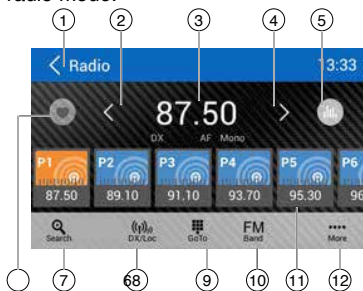 radio mode.
1 2 3 4 5
Radio 13:33
87.50
DX AF Mono
P1 P2 P3 P4 P5 P6
87.50 89.10 91.10 93.70 95.30 96
Search DX/Loc GoTo FM Band More
7 68 9 10 11 12